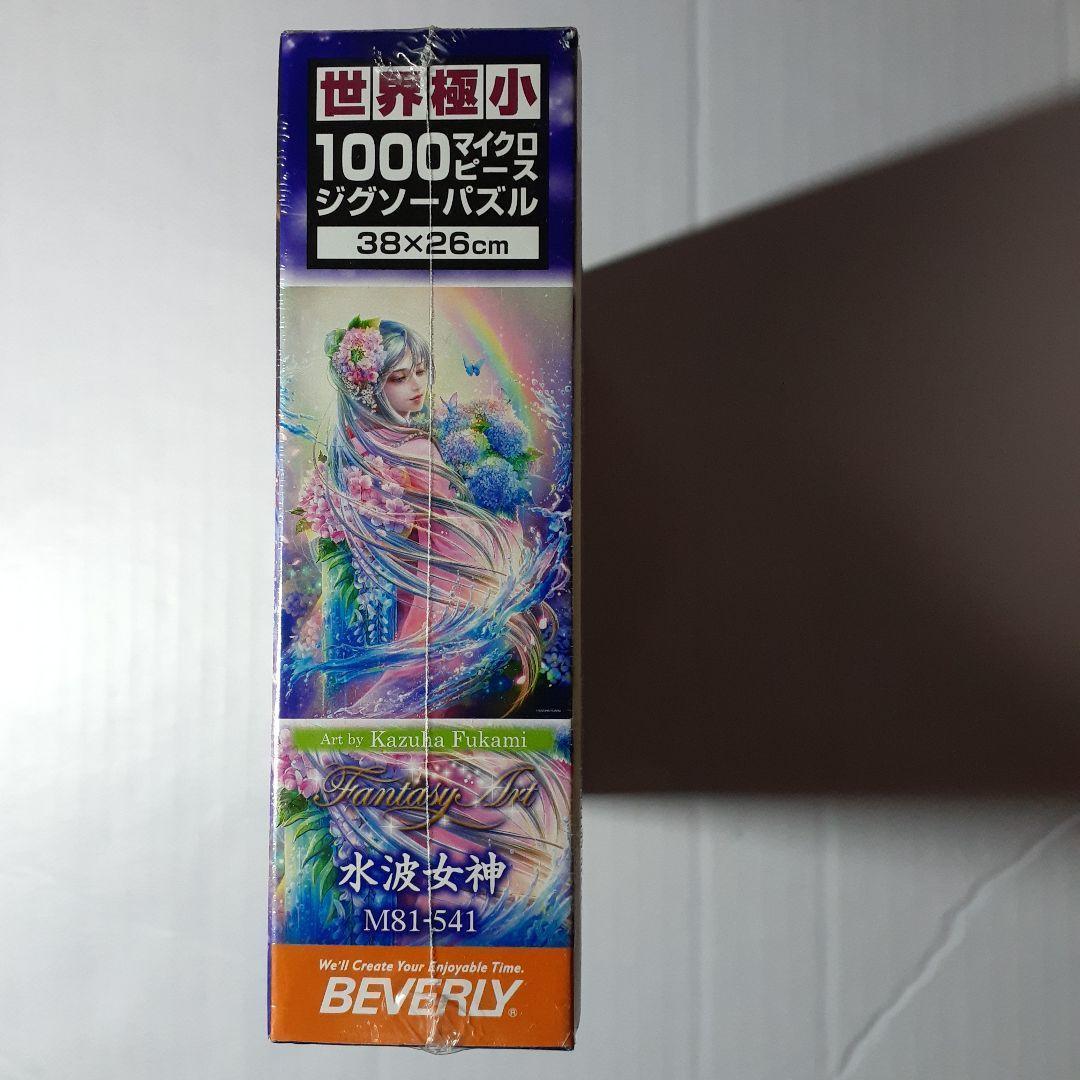 世界極小
1000マイクロピース
ジグソーパズル
38×26cm
Art by Kazuha Fukami
Fantasy Art
水波女神
M81-541
We'll Create Your Enjoyable Time.
BEVERLY®